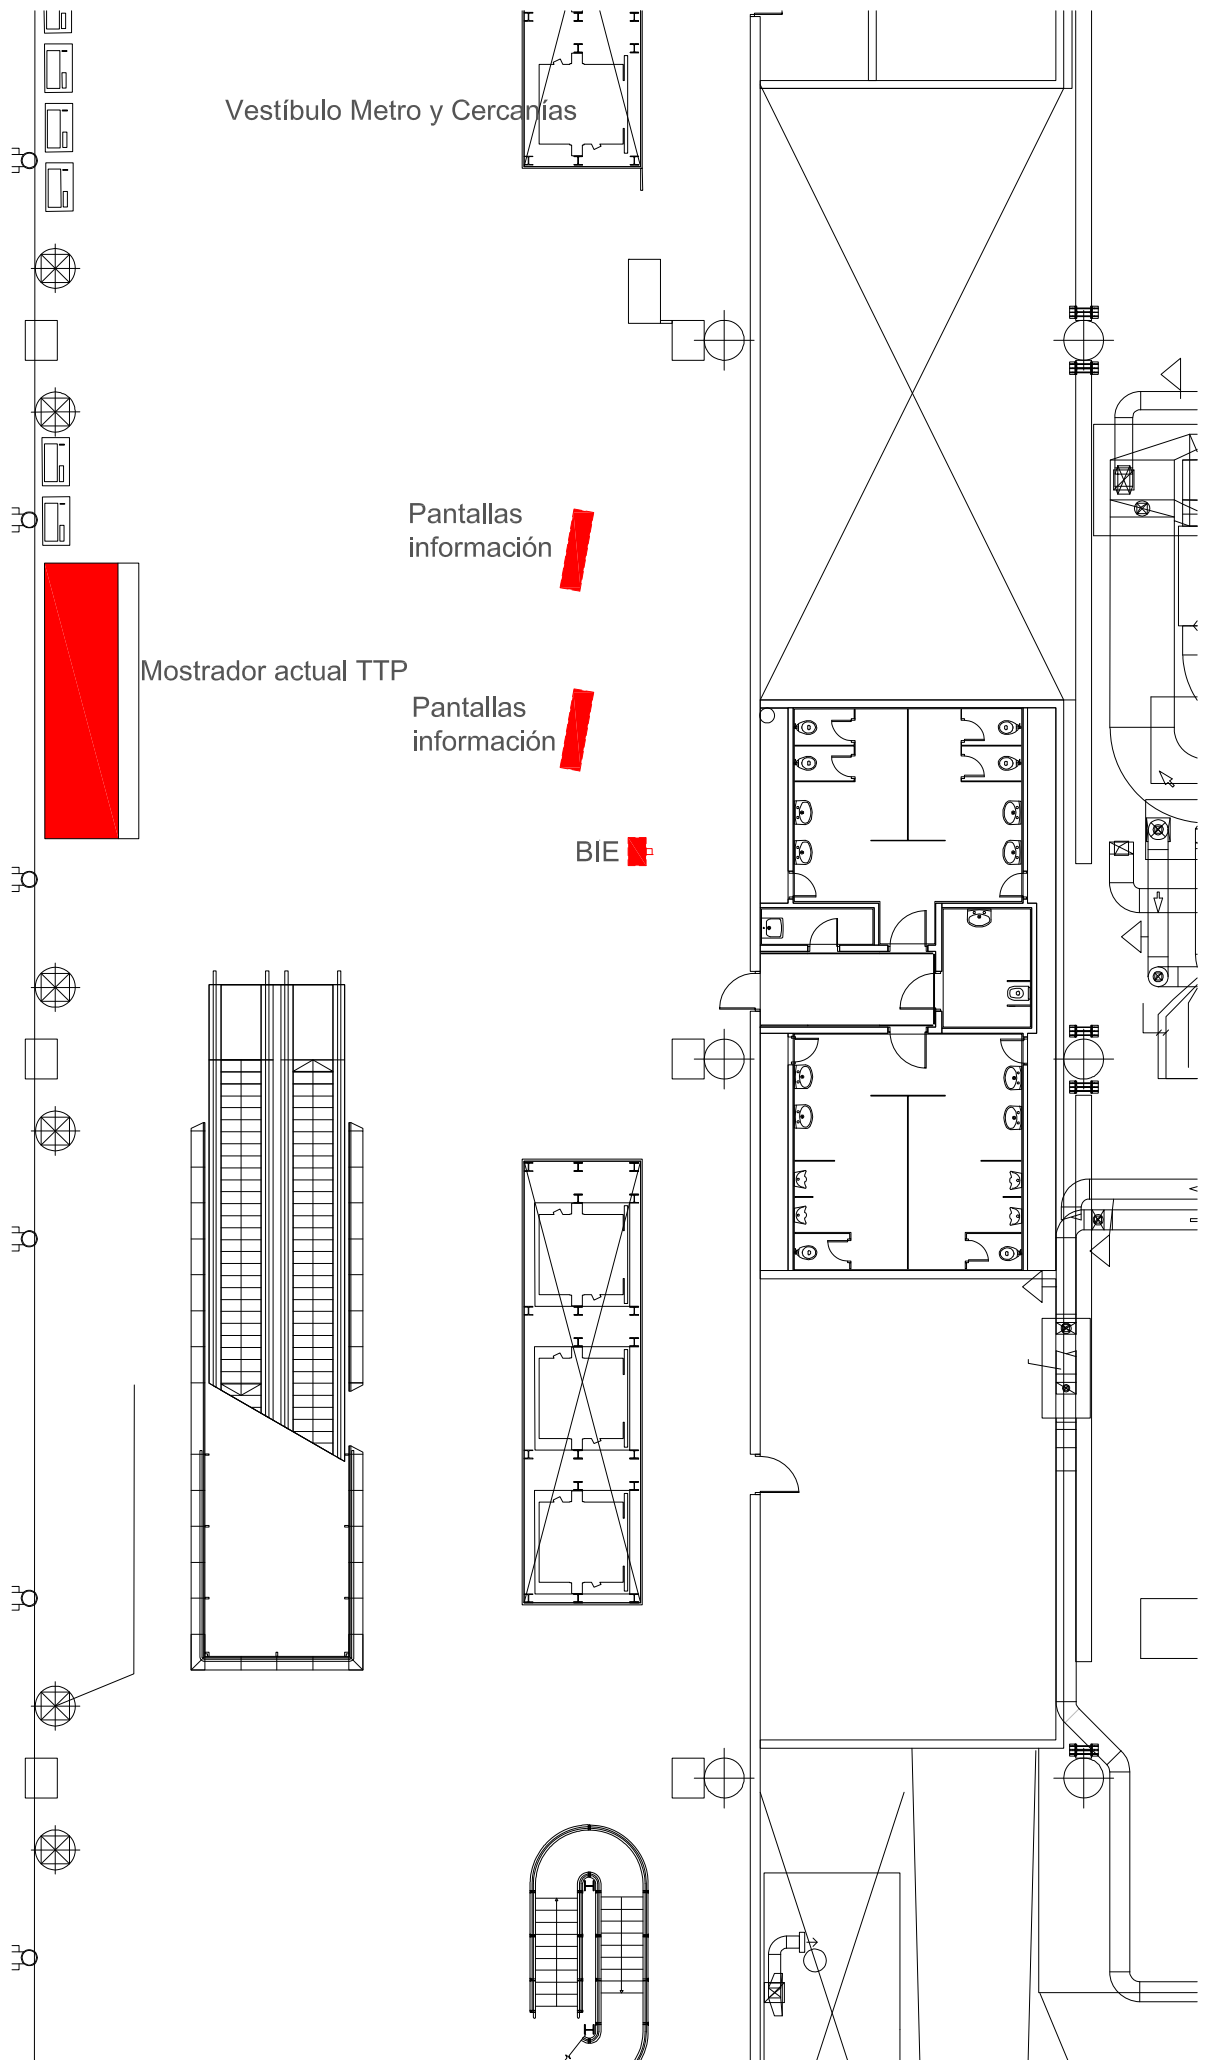 Vestíbulo Metro y Cercanías
Pantallas
información
Mostrador actual TTP
Pantallas
información
BIE